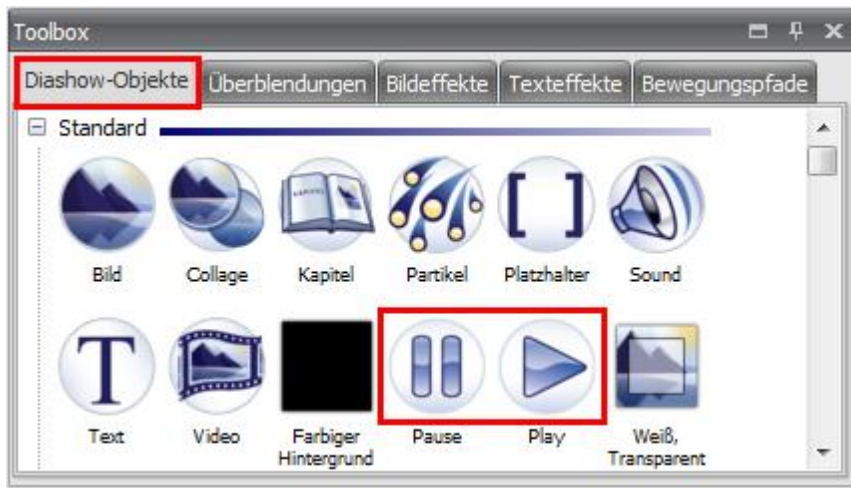 Toolbox
Diashow-Objekte Überblendungen Bildeffekte Texteffekte Bewegungspfade
Standard
Bild Collage Kapitel Partikel Platzhalter Sound
Text Video Farbiger Pause Play Weiß,
Hintergrund Transparent